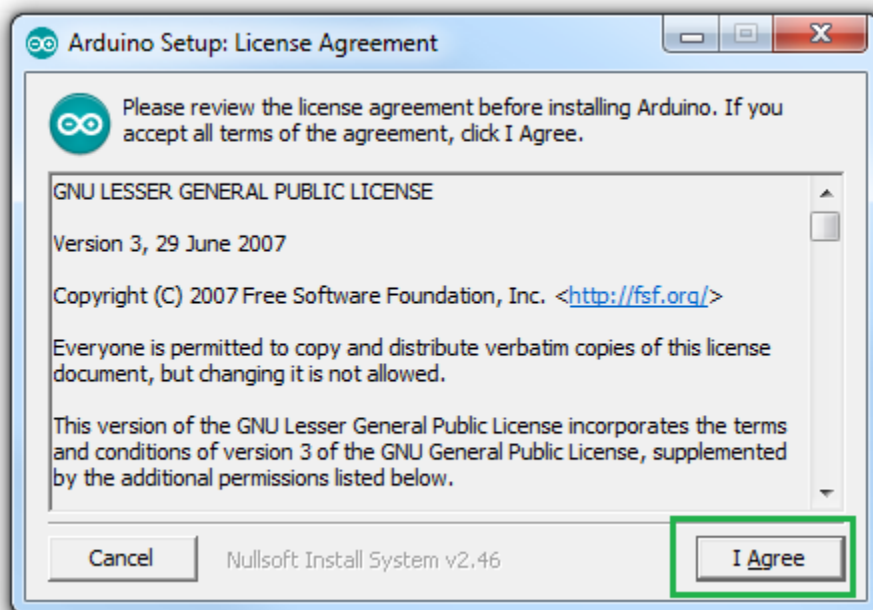 Arduino Setup: License Agreement
Please review the license agreement before installing Arduino. If you
accept all terms of the agreement, click I Agree.
GNU LESSER GENERAL PUBLIC LICENSE
Version 3, 29 June 2007
Copyright (C) 2007 Free Software Foundation, Inc. <http://fsf.org/>
Everyone is permitted to copy and distribute verbatim copies of this license
document, but changing it is not allowed.
This version of the GNU Lesser General Public License incorporates the terms
and conditions of version 3 of the GNU General Public License, supplemented
by the additional permissions listed below.
Cancel
Nullsoft Install System v2.46
I Agree